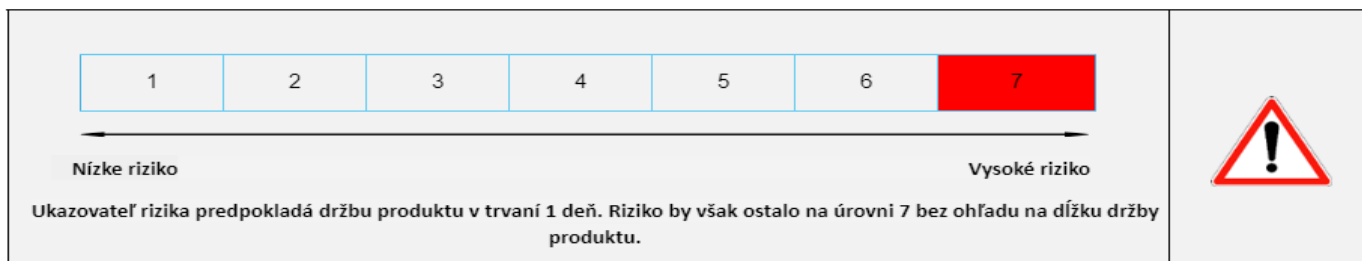 1 2 3 4 5 6 7
Nízke riziko Vysoké riziko
Ukazovateľ rizika predpokladá držbu produktu v trvaní 1 deň. Riziko by však ostalo na úrovni 7 bez ohľadu na dĺžku držby
produktu.